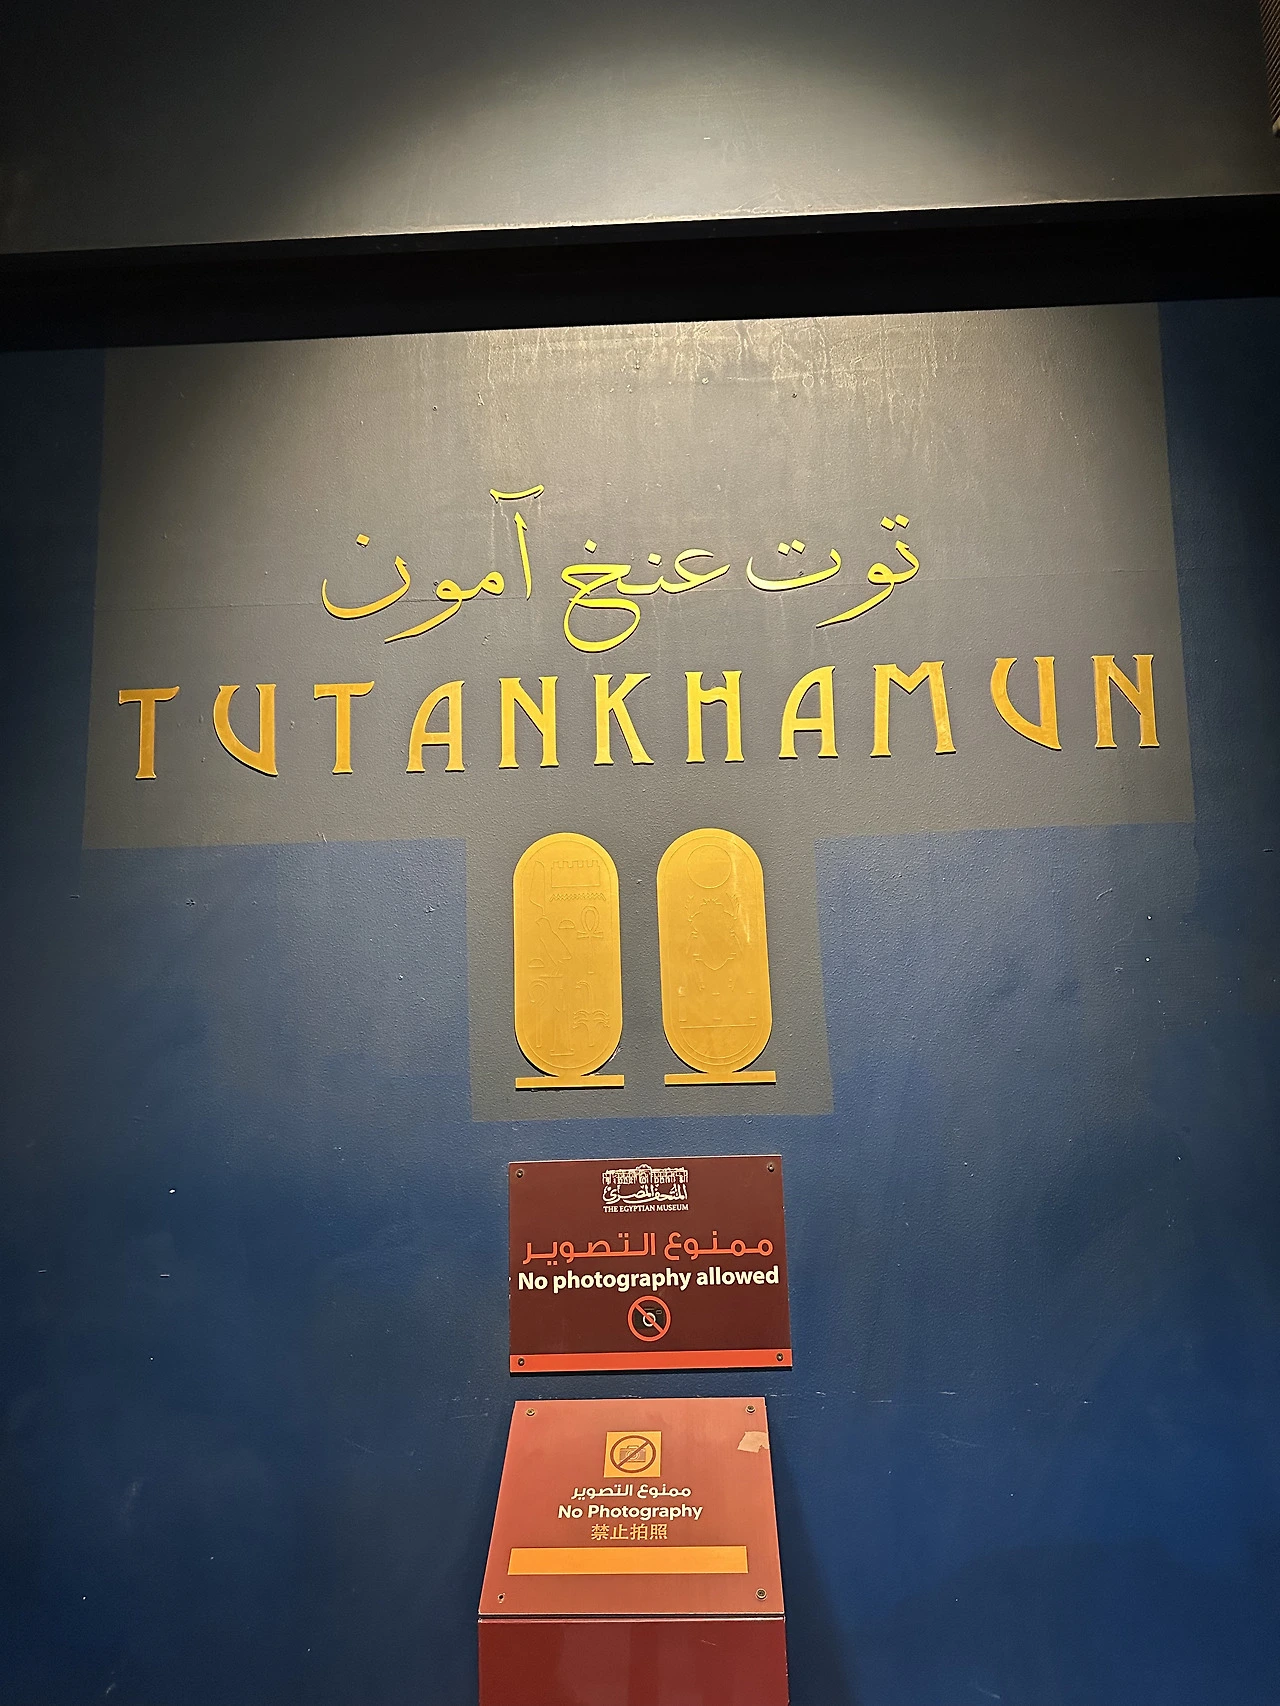 توت عنخ آمون
TUTANKHAMUN
المتحف المصري
THE EGYPTIAN MUSEUM
ممنوع التصوير
No photography allowed
ممنوع التصوير
No Photography
禁止拍照